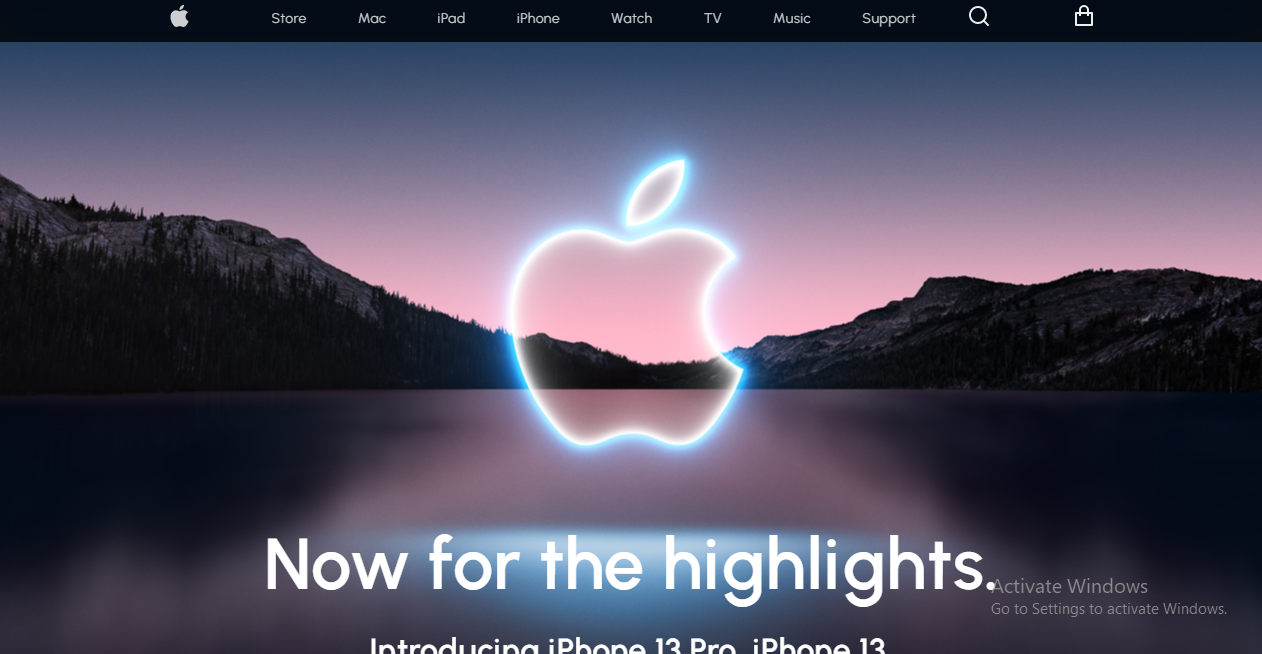 Store Mac iPad iPhone Watch TV Music Support
Now for the highlights.
Activate Windows
Go to Settings to activate Windows.
Introducing iPhone 13 Pro, iPhone 13